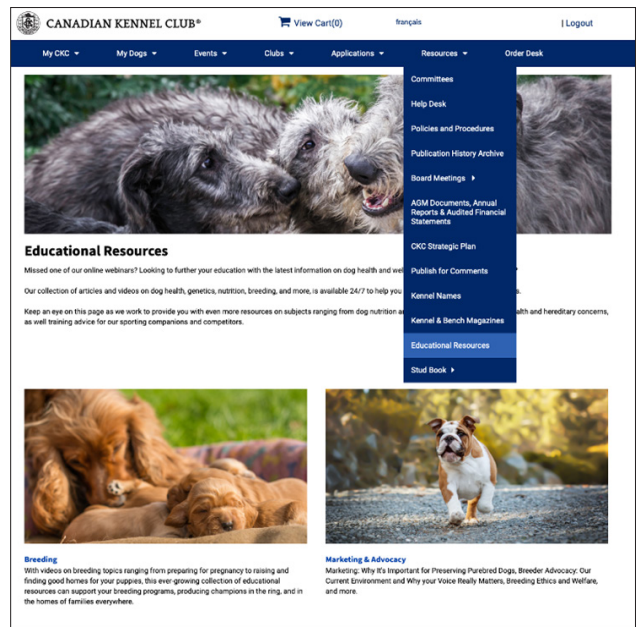 CANADIAN KENNEL CLUB®
View Cart(0)
français
| Logout
My CKC
My Dogs
Events
Clubs
Applications
Resources
Order Desk
Committees
Help Desk
Policies and Procedures
Publication History Archive
Board Meetings
AGM Documents, Annual
Reports & Audited Financial
Statements
CKC Strategic Plan
Publish for Comments
Kennel Names
Kennel & Bench Magazines
Educational Resources
Stud Book
Educational Resources
Missed one of our online webinars? Looking to further your education with the latest information on dog health and
Our collection of articles and videos on dog health, genetics, nutrition, breeding, and more, is available 24/7 to help you
Keep an eye on this page as we work to provide you with even more resources on subjects ranging from dog nutrition and hereditary concerns,
as well training advice for our sporting companions and competitors.
Breeding
With videos on breeding topics ranging from preparing for pregnancy to raising and
finding good homes for your puppies, this ever-growing collection of educational
resources can support your breeding programs, producing champions in the ring, and in
the homes of families everywhere.
Marketing & Advocacy
Marketing: Why It's Important for Preserving Purebred Dogs, Breeder Advocacy: Our
Current Environment and Why your Voice Really Matters, Breeding Ethics and Welfare,
and more.